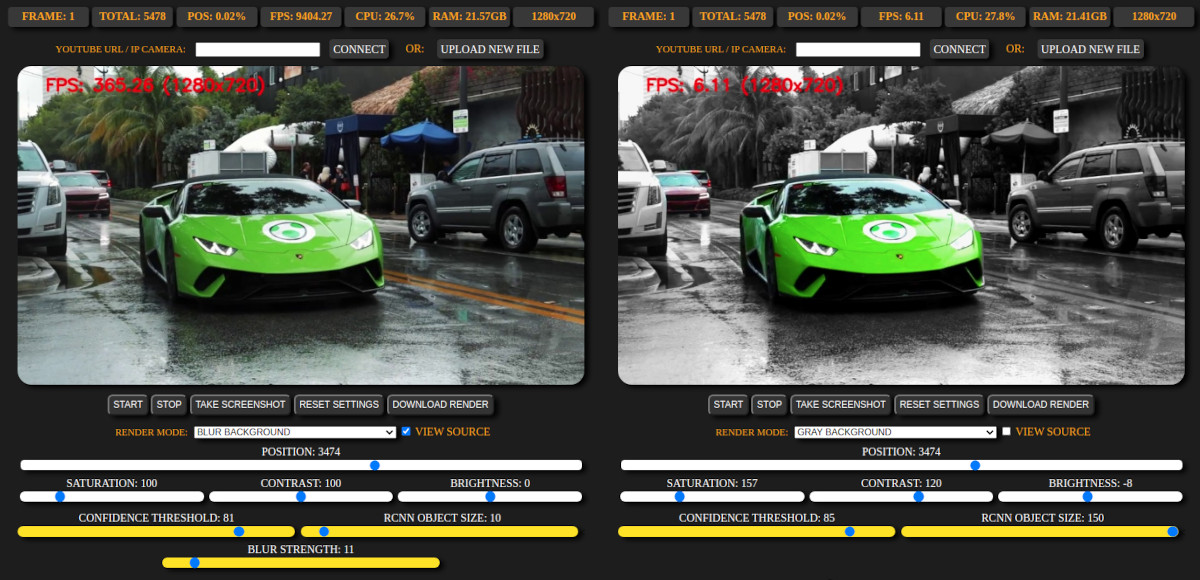 FRAME: 1 TOTAL: 5478 POS: 0.02% FPS: 9404.27 CPU: 26.7% RAM: 21.57GB 1280x720
YOUTUBE URL / IP CAMERA: CONNECT OR: UPLOAD NEW FILE
FPS: 365.26 (1280x720)
START STOP TAKE SCREENSHOT RESET SETTINGS DOWNLOAD RENDER
RENDER MODE: BLUR BACKGROUND VIEW SOURCE
POSITION: 3474
SATURATION: 100 CONTRAST: 100 BRIGHTNESS: 0
CONFIDENCE THRESHOLD: 81 RCNN OBJECT SIZE: 10
BLUR STRENGTH: 11
FRAME: 1 TOTAL: 5478 POS: 0.02% FPS: 6.11 CPU: 27.8% RAM: 21.41GB 1280x720
YOUTUBE URL / IP CAMERA: CONNECT OR: UPLOAD NEW FILE
FPS: 6.11 (1280x720)
START STOP TAKE SCREENSHOT RESET SETTINGS DOWNLOAD RENDER
RENDER MODE: GRAY BACKGROUND VIEW SOURCE
POSITION: 3474
SATURATION: 157 CONTRAST: 120 BRIGHTNESS: -8
CONFIDENCE THRESHOLD: 85 RCNN OBJECT SIZE: 150